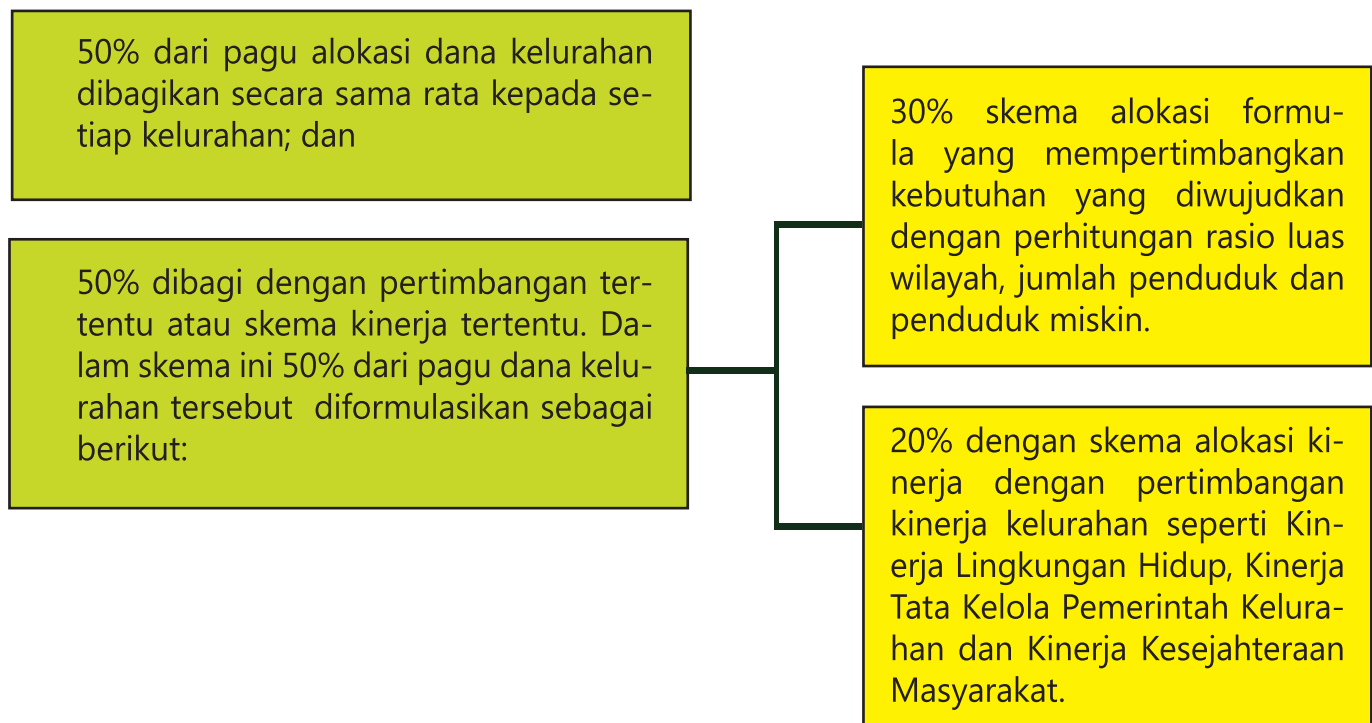 50% dari pagu alokasi dana kelurahan
dibagikan secara sama rata kepada se-
tiap kelurahan; dan
50% dibagi dengan pertimbangan ter-
tentu atau skema kinerja tertentu. Da-
lam skema ini 50% dari pagu dana kelu-
rahan tersebut diformulasikan sebagai
berikut:
30% skema alokasi formu-
la yang mempertimbangkan
kebutuhan yang diwujudkan
dengan perhitungan rasio luas
wilayah, jumlah penduduk dan
penduduk miskin.
20% dengan skema alokasi ki-
nerja dengan pertimbangan
kinerja kelurahan seperti Kin-
erja Lingkungan Hidup, Kinerja
Tata Kelola Pemerintah Kelura-
han dan Kinerja Kesejahteraan
Masyarakat.